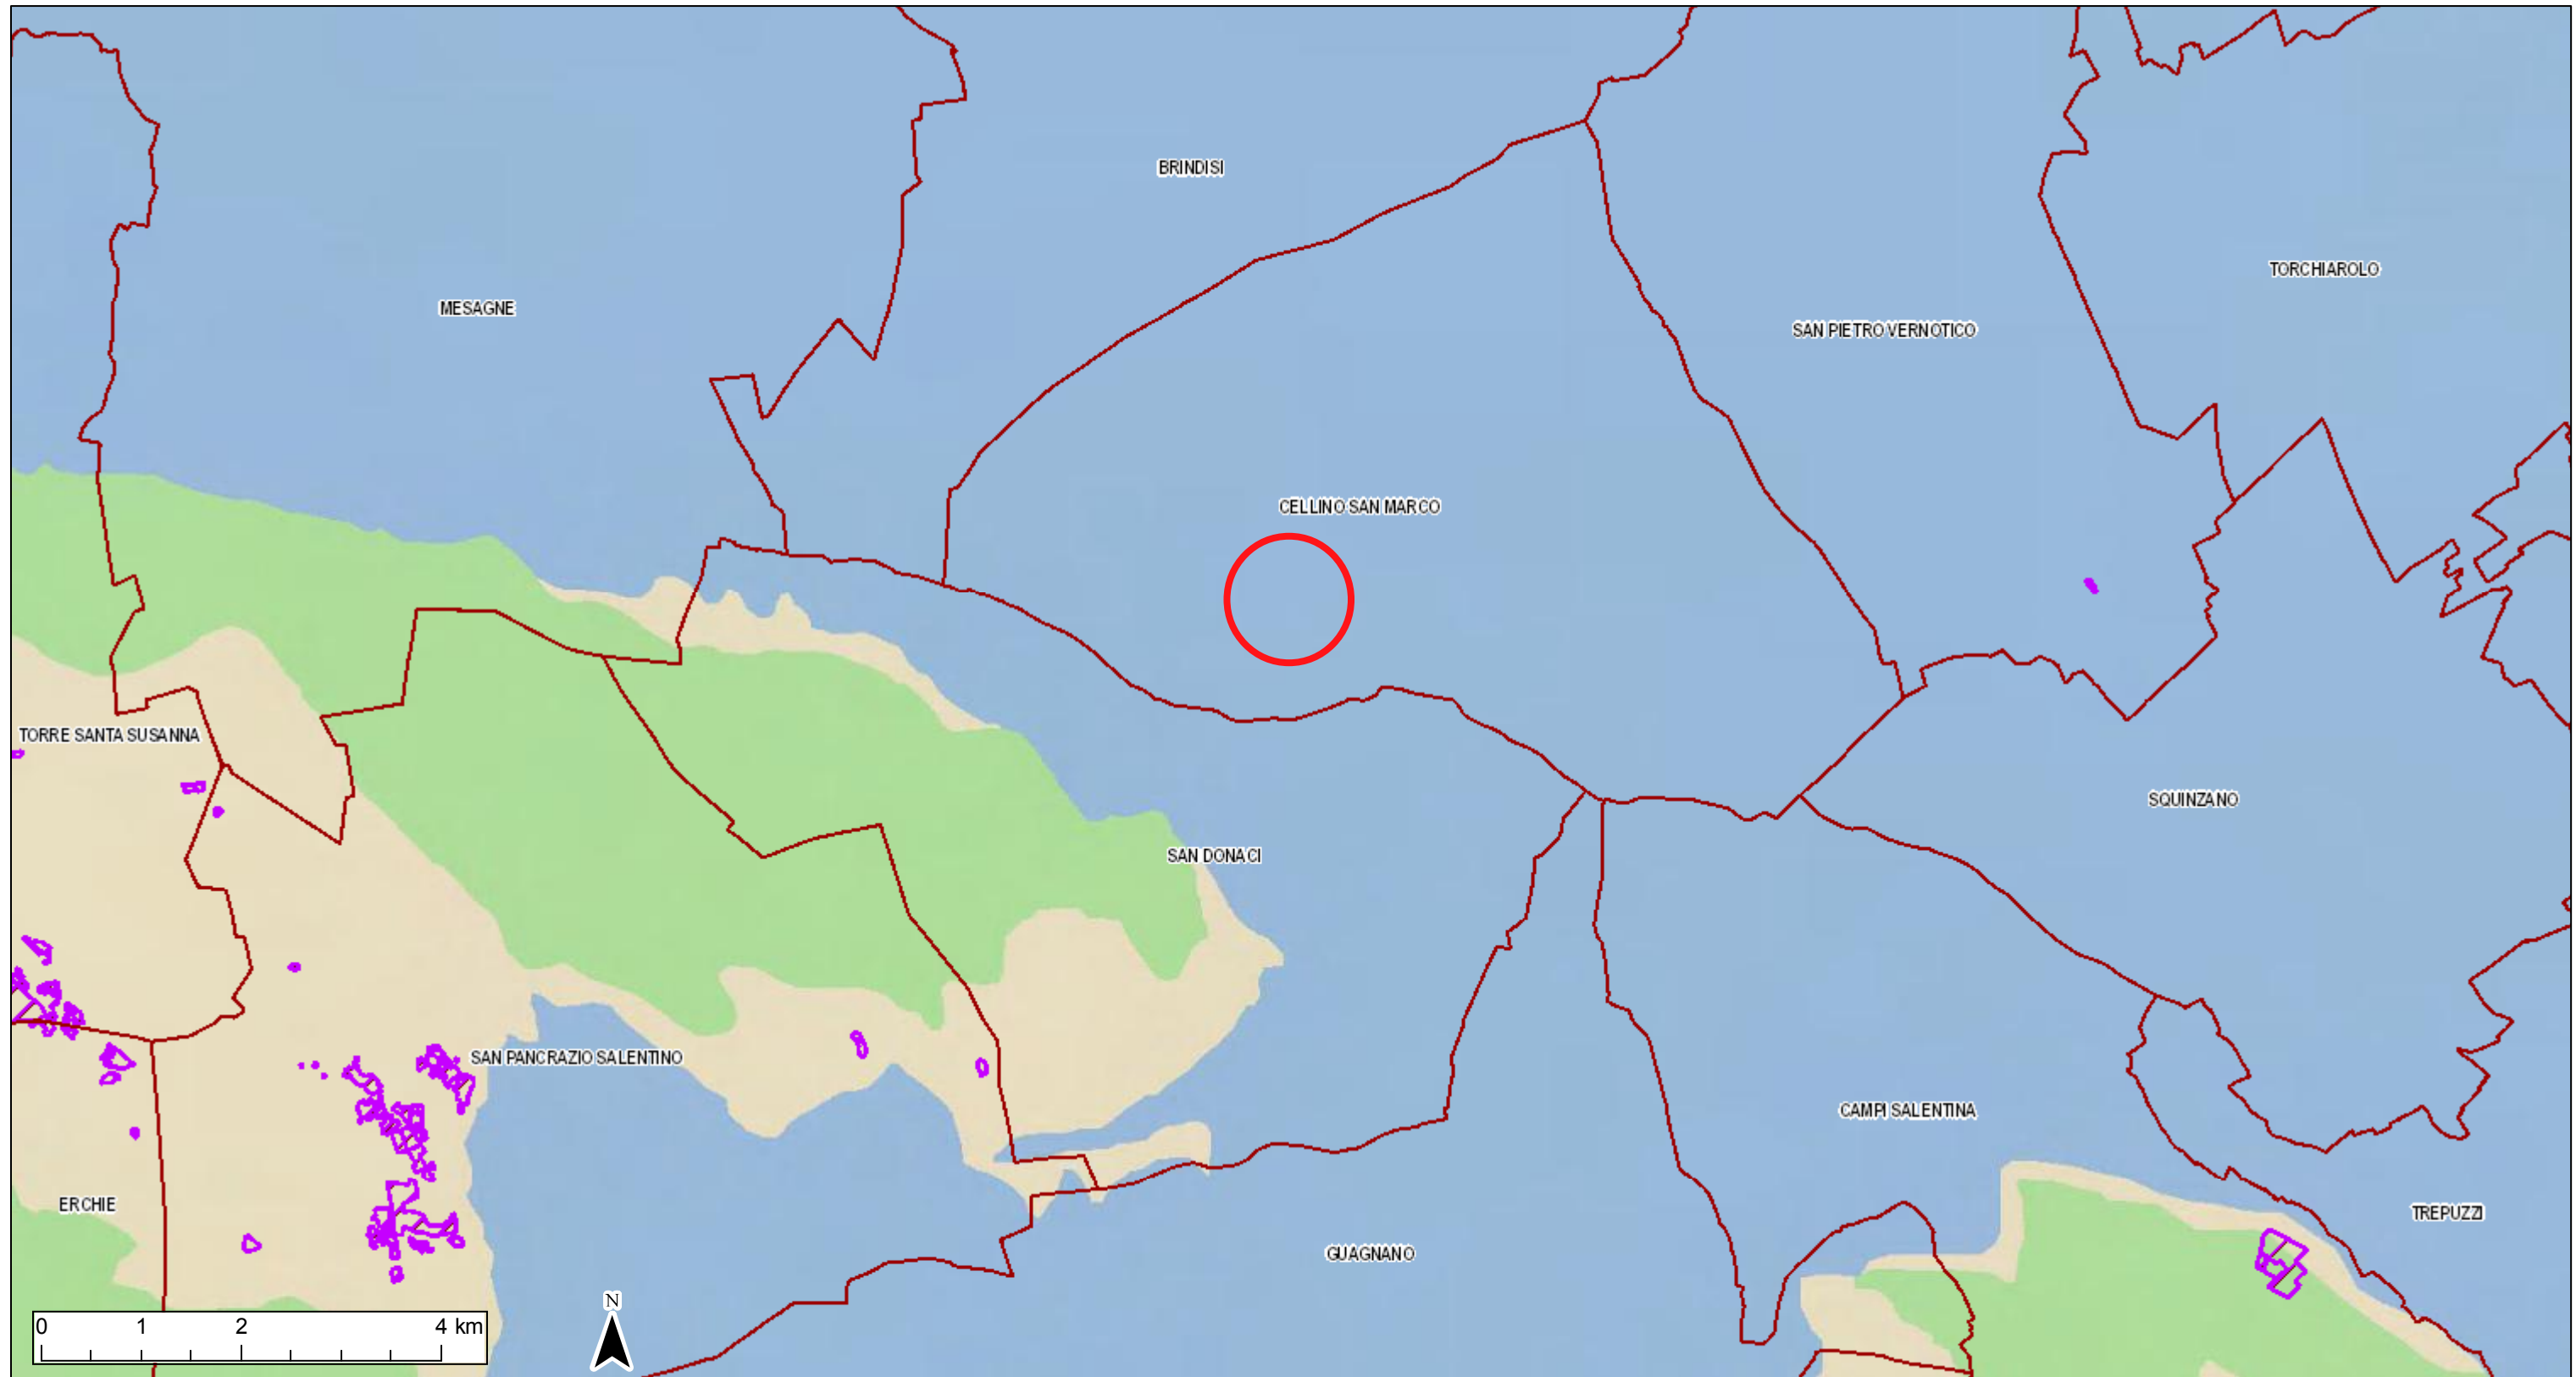 BRINDISI
TORCHIAROLO
MESAGNE
SAN PIETRO VERNOTICO
CELLINO SAN MARCO
TORRE SANTA SUSANNA
SQUINZANO
SAN DONACI
SAN PANCRAZIO SALENTINO
CAMPI SALENTINA
ERCHIE
TREPUZZI
GUAGNANO
N
0 1 2 4 km